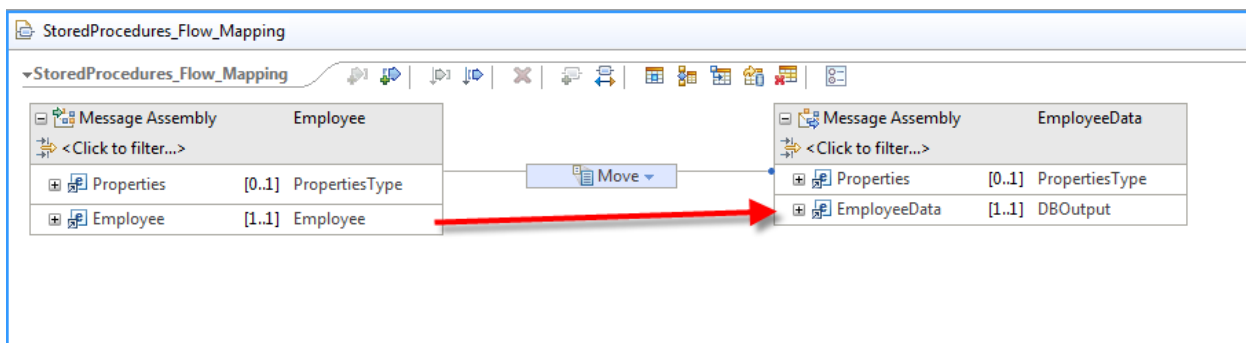 StoredProcedures_Flow_Mapping
StoredProcedures_Flow_Mapping
Message Assembly Employee
<Click to filter...>
Properties [0..1] PropertiesType
Employee [1..1] Employee
Move
Message Assembly EmployeeData
<Click to filter...>
Properties [0..1] PropertiesType
EmployeeData [1..1] DBOutput